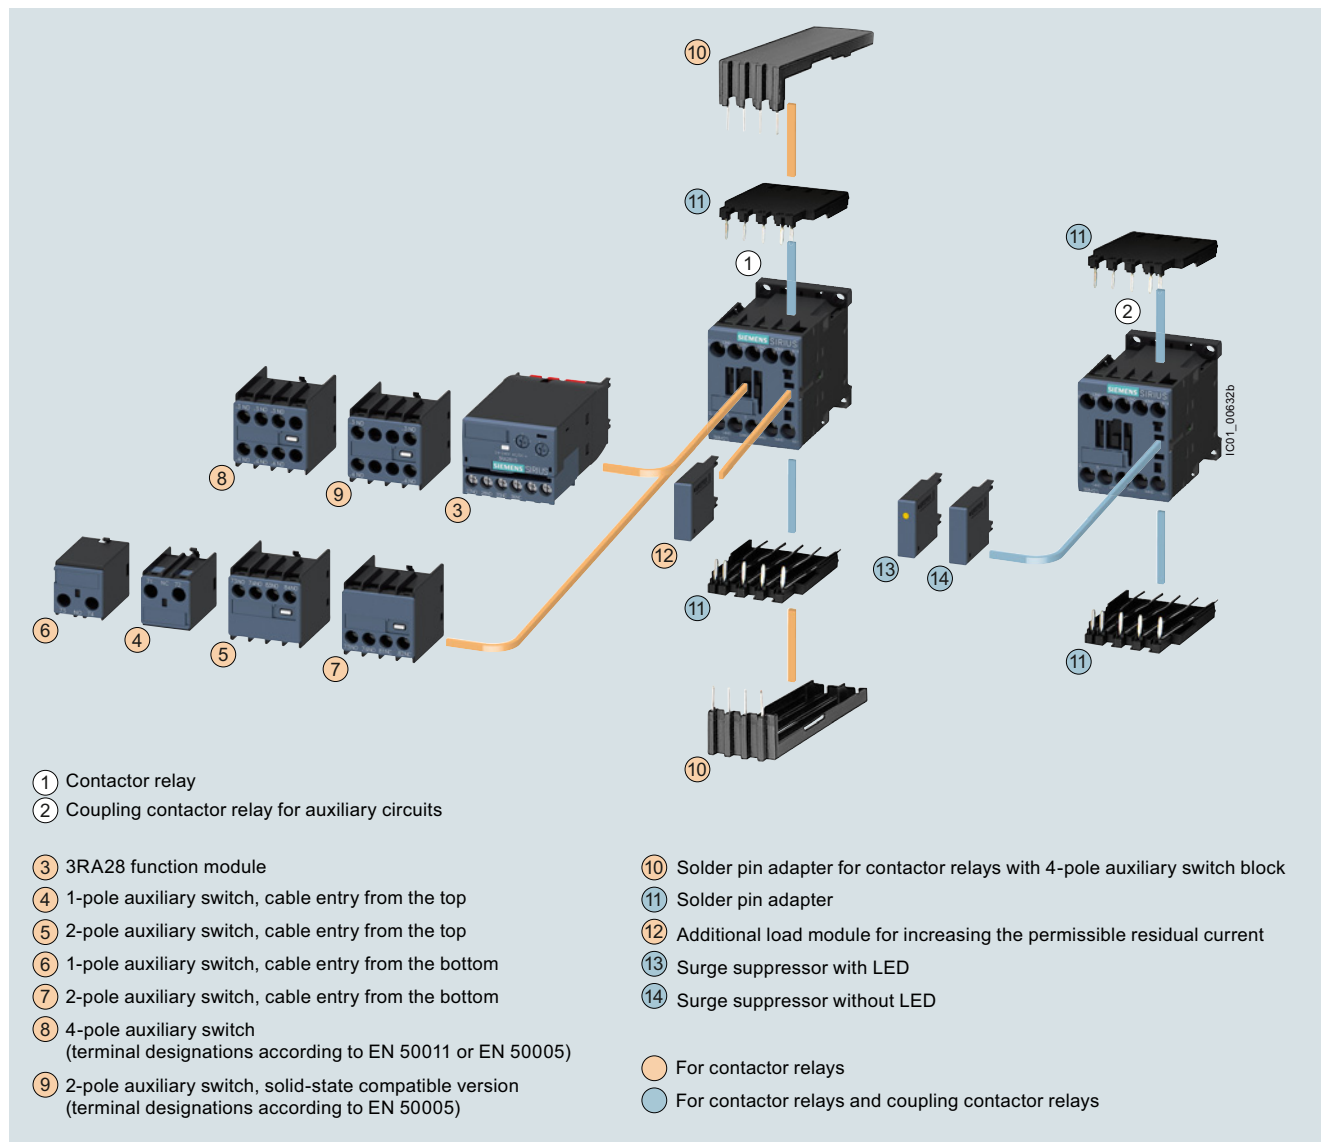 10
11
1
11
2
SIEMENS SIRIUS
SIEMENS SIRIUS
IC01_00632b
SIEMENS SIRIUS
8
9
3
12
13
14
6
4
5
7
11
11
10
1 Contactor relay
2 Coupling contactor relay for auxiliary circuits
3 3RA28 function module
4 1-pole auxiliary switch, cable entry from the top
5 2-pole auxiliary switch, cable entry from the top
6 1-pole auxiliary switch, cable entry from the bottom
7 2-pole auxiliary switch, cable entry from the bottom
8 4-pole auxiliary switch
(terminal designations according to EN 50011 or EN 50005)
9 2-pole auxiliary switch, solid-state compatible version
(terminal designations according to EN 50005)
10 Solder pin adapter for contactor relays with 4-pole auxiliary switch block
11 Solder pin adapter
12 Additional load module for increasing the permissible residual current
13 Surge suppressor with LED
14 Surge suppressor without LED
For contactor relays
For contactor relays and coupling contactor relays